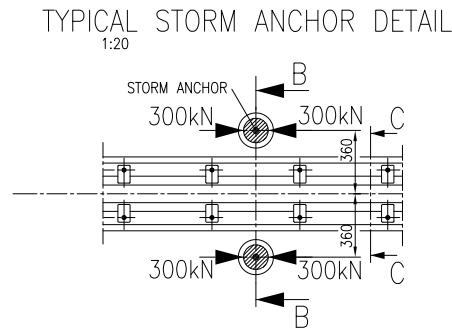 TYPICAL STORM ANCHOR DETAIL
1:20
B
STORM ANCHOR
300kN 300kN
C
360
360
300kN 300kN
C
B